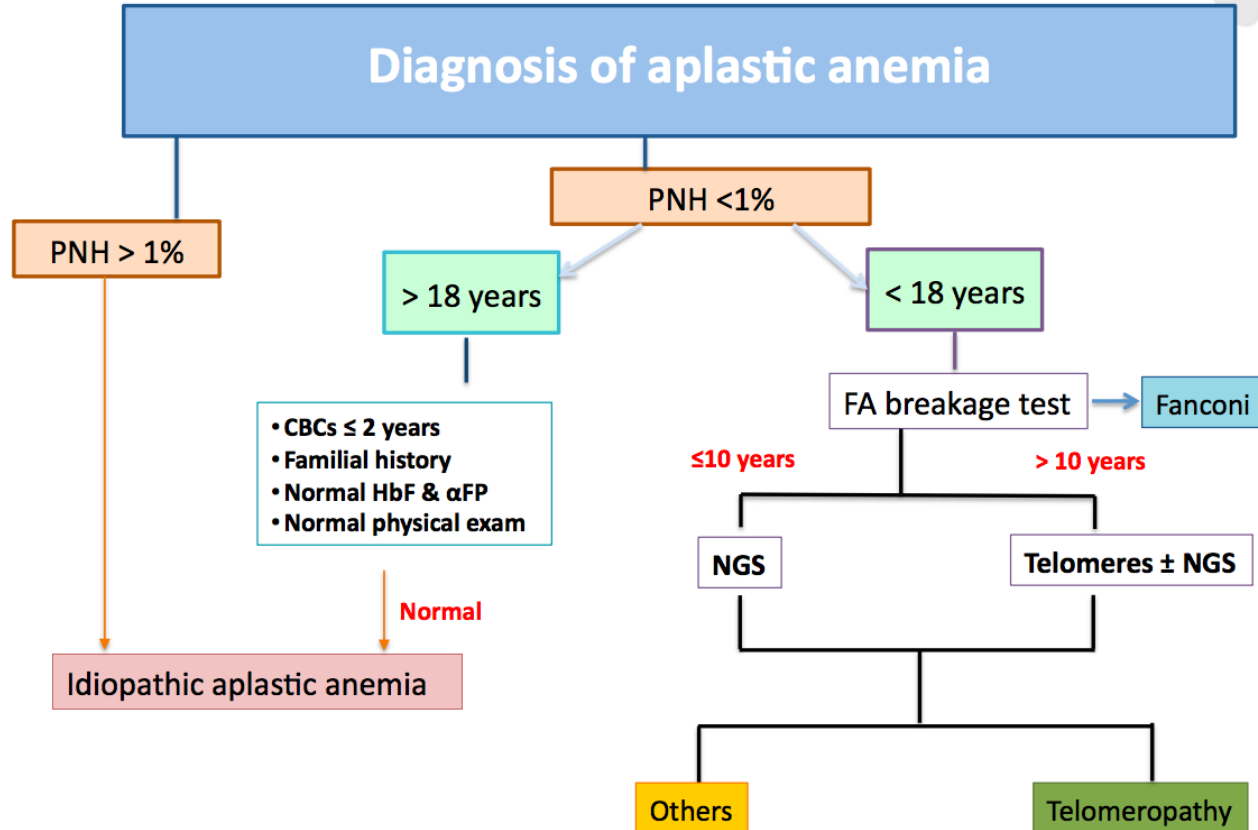 Diagnosis of aplastic anemia
PNH <1%
PNH > 1%
> 18 years
< 18 years
FA breakage test
Fanconi
• CBCs ≤ 2 years
• Familial history
• Normal HbF & αFP
• Normal physical exam
≤10 years
> 10 years
NGS
Telomeres ± NGS
Normal
Idiopathic aplastic anemia
Others
Telomeropathy